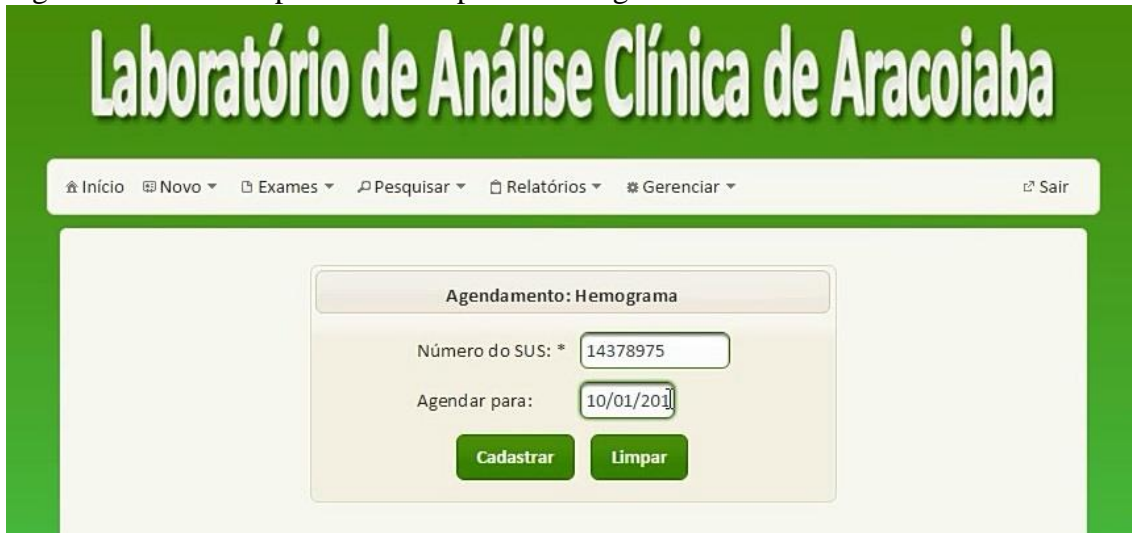 Laboratório de Análise Clínica de Aracoiaba
Início Novo Exames Pesquisar Relatórios Gerenciar Sair
Agendamento: Hemograma
Número do SUS: * 14378975
Agendar para: 10/01/201
Cadastrar Limpar